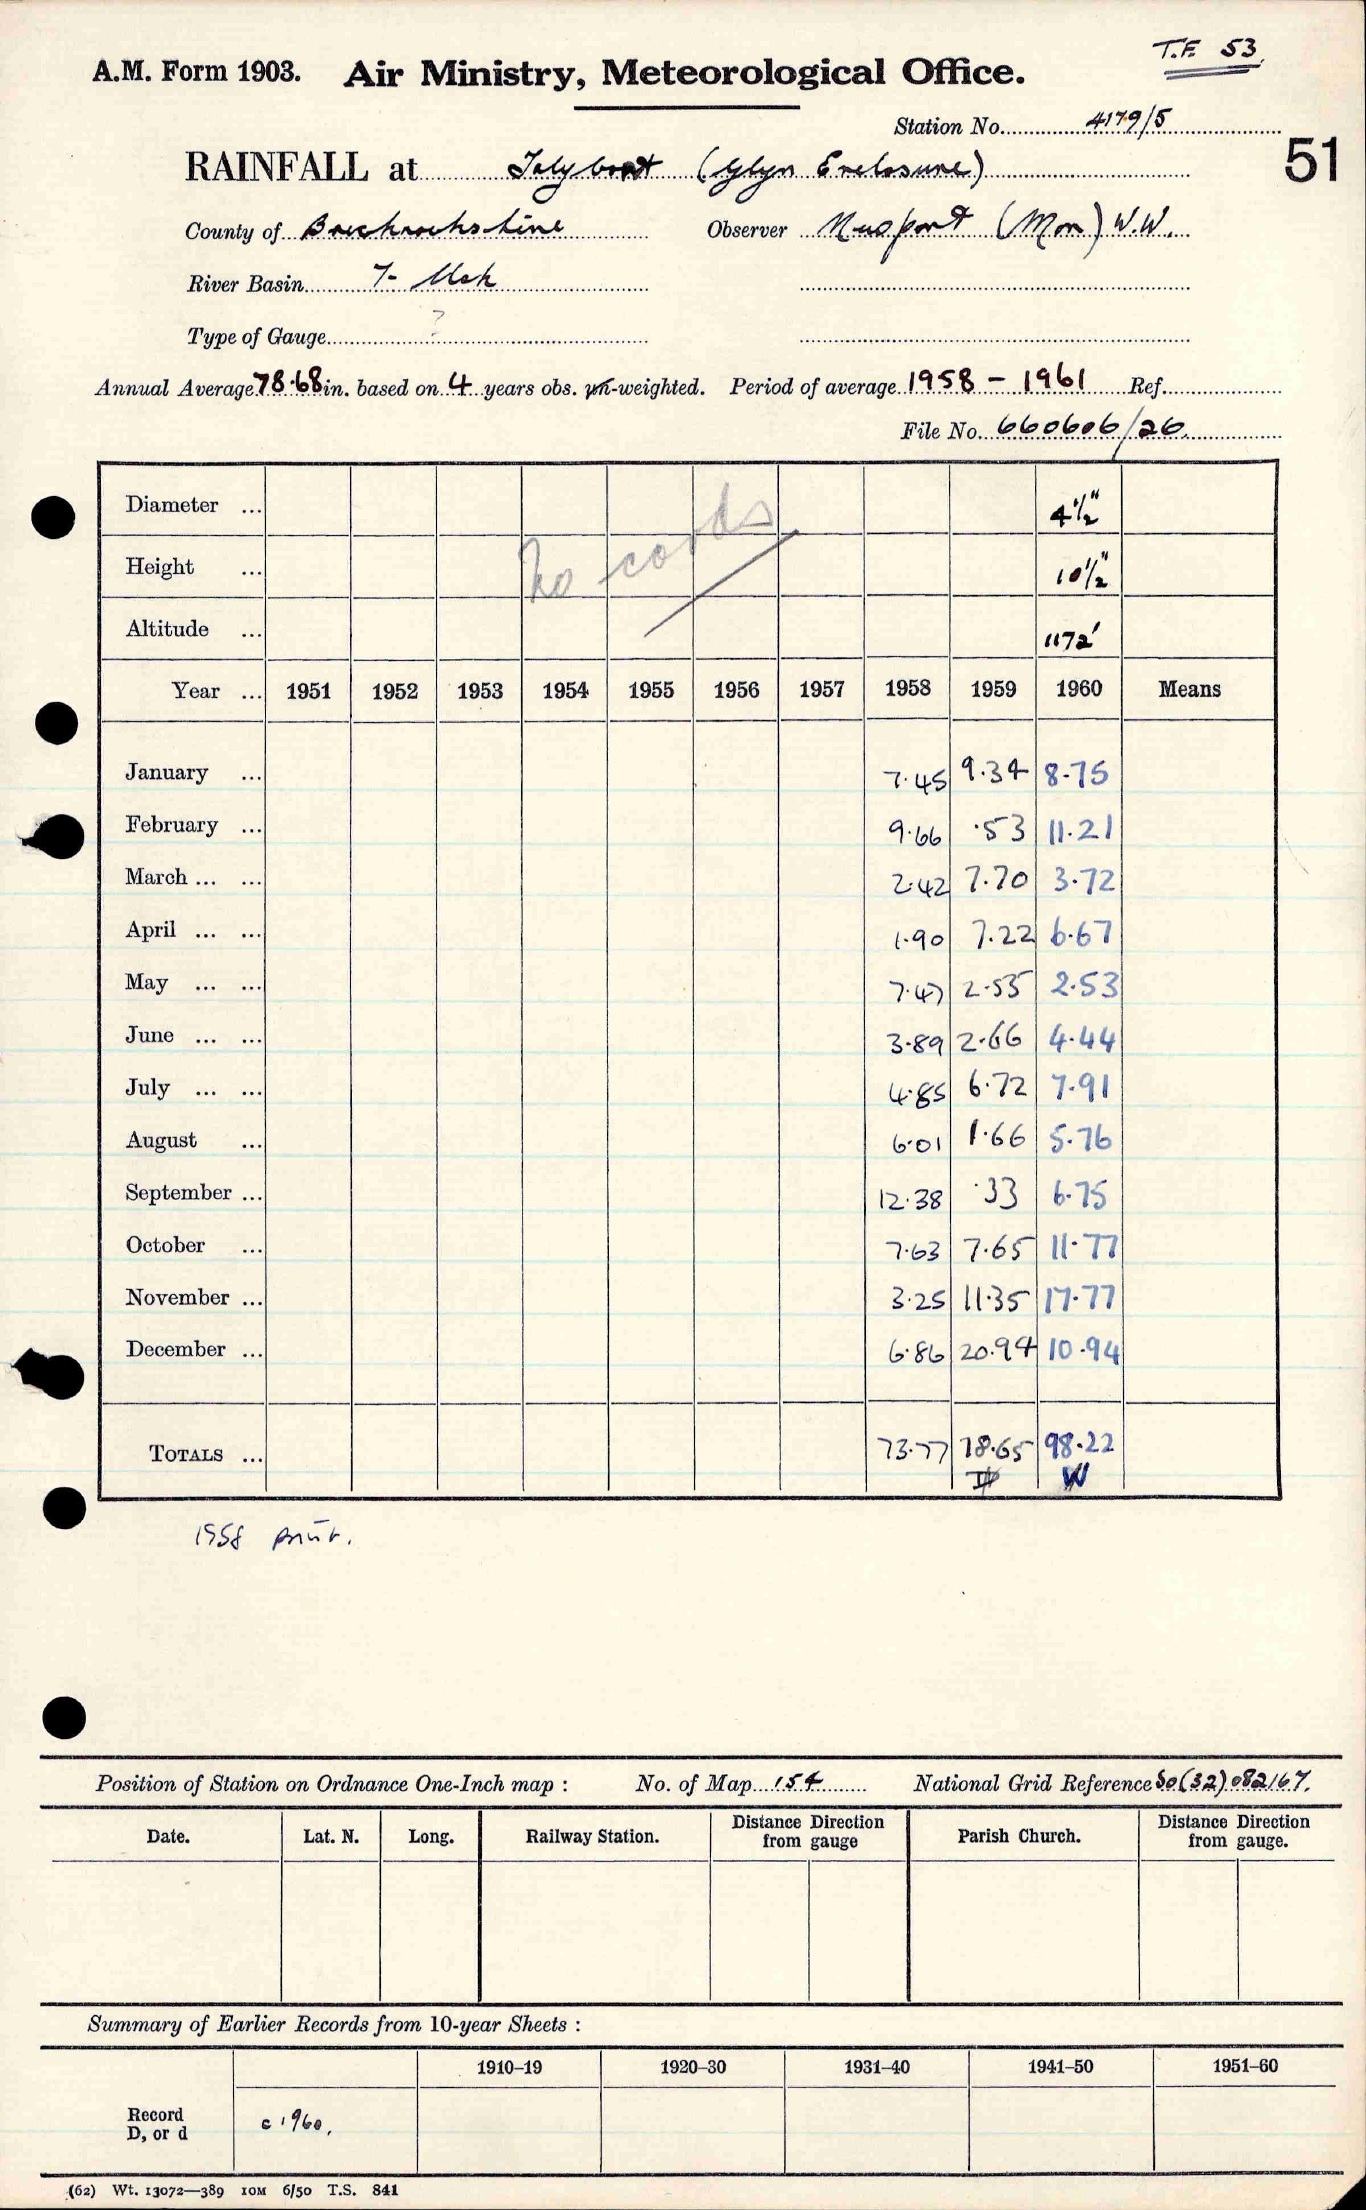 T.F. 53.
A.M. Form 1903. Air Ministry, Meteorological Office.
Station No. 4179/5
51
RAINFALL at Talybont (Glyn Enclosure)
County of Brecknockshire Observer Newport (Mon) W.W.
River Basin 7- Usk
Type of Gauge ?
Annual Average 78.68 in. based on 4 years obs. un-weighted. Period of average 1958 - 1961 Ref.
File No. 660606/26
Diameter ... 4½"
Height ... 10½"
Altitude ... 1172'
No cards
Year ... 1951 1952 1953 1954 1955 1956 1957 1958 1959 1960 Means
January ... 7.45 9.34 8.75
February ... 9.66 .53 11.21
March ... ... 2.42 7.70 3.72
April ... ... 1.90 7.22 6.67
May ... ... 7.47 2.55 2.53
June ... ... 3.89 2.66 4.44
July ... ... 4.85 6.72 7.91
August ... 6.01 1.66 5.76
September ... 12.38 .33 6.75
October ... 7.63 7.65 11.77
November ... 3.25 11.35 17.77
December ... 6.86 20.94 10.94
TOTALS ... 73.77 78.65 98.22
W
1958 print.
Position of Station on Ordnance One-Inch map : No. of Map 154 National Grid Reference SO(32)082167.
Date. Lat. N. Long. Railway Station. Distance Direction from gauge Parish Church. Distance Direction from gauge.
Summary of Earlier Records from 10-year Sheets :
1910–19 1920–30 1931–40 1941–50 1951–60
Record
D, or d
c 1960.
(62) Wt. 13072—389 10M 6/50 T.S. 841